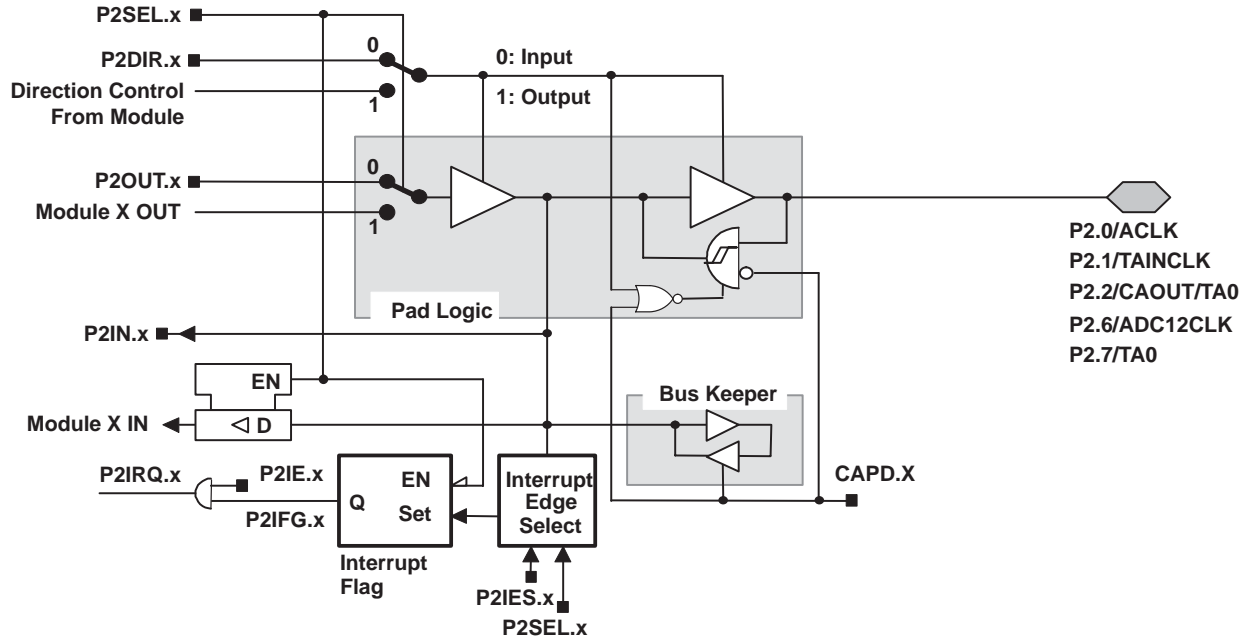 P2SEL.x
P2DIR.x
0
0: Input
Direction Control
From Module
1
1: Output
P2OUT.x
0
Module X OUT
1
P2.0/ACLK
P2.1/TAINCLK
P2.2/CAOUT/TA0
P2.6/ADC12CLK
P2.7/TA0
Pad Logic
P2IN.x
EN
Bus Keeper
Module X IN
D
P2IRQ.x
P2IE.x
EN
Interrupt
Edge
Select
CAPD.X
Q
Set
P2IFG.x
Interrupt
Flag
P2IES.x
P2SEL.x